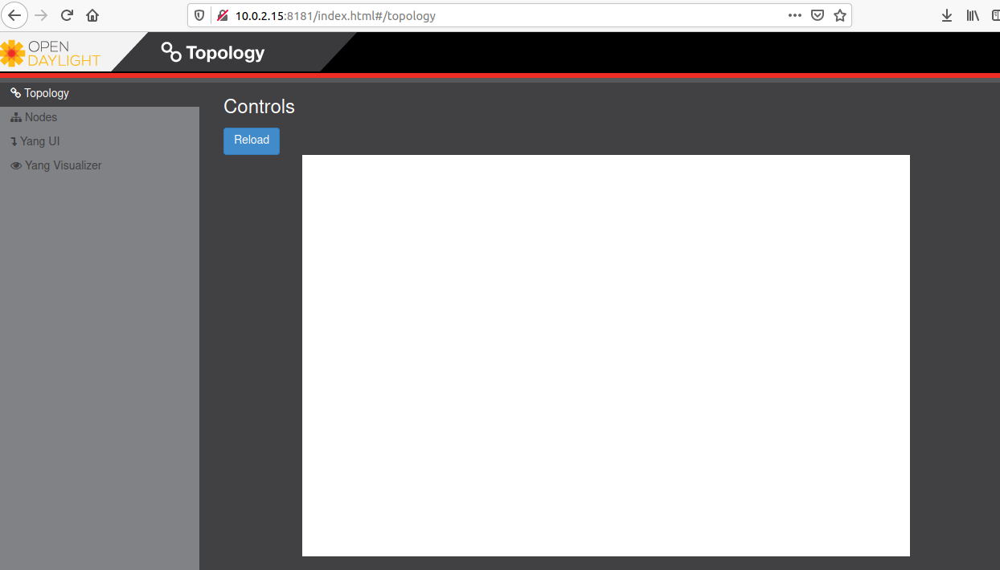 10.0.2.15:8181/index.html#/topology
OPEN
DAYLIGHT
Topology
Topology
Nodes
Yang UI
Yang Visualizer
Controls
Reload